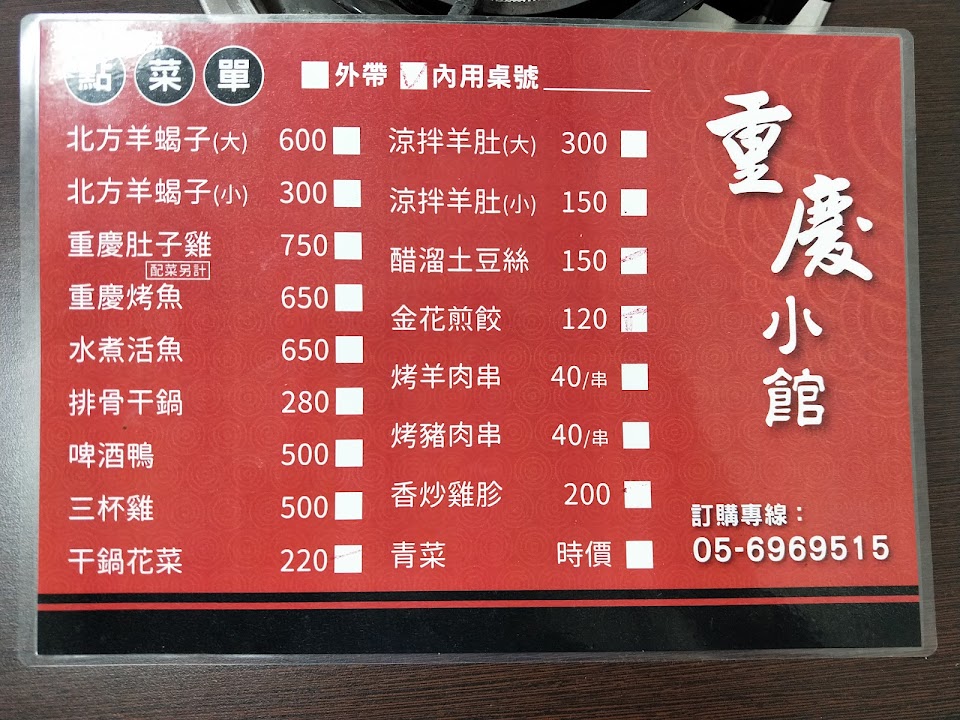 點菜單 外帶 內用桌號
北方羊蝎子(大) 600
北方羊蝎子(小) 300
重慶肚子雞 750
配菜另計
重慶烤魚 650
水煮活魚 650
排骨干鍋 280
啤酒鴨 500
三杯雞 500
干鍋花菜 220
涼拌羊肚(大) 300
涼拌羊肚(小) 150
醋溜土豆絲 150
金花煎餃 120
烤羊肉串 40/串
烤豬肉串 40/串
香炒雞胗 200
青菜 時價
重慶小館
訂購專線：
05-6969515